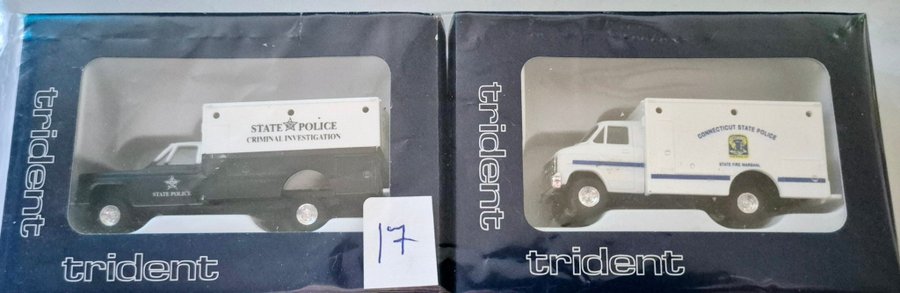 trident
STATE POLICE
CRIMINAL INVESTIGATION
STATE POLICE
17
trident
trident
CONNECTICUT STATE POLICE
STATE FIRE MARSHAL
trident